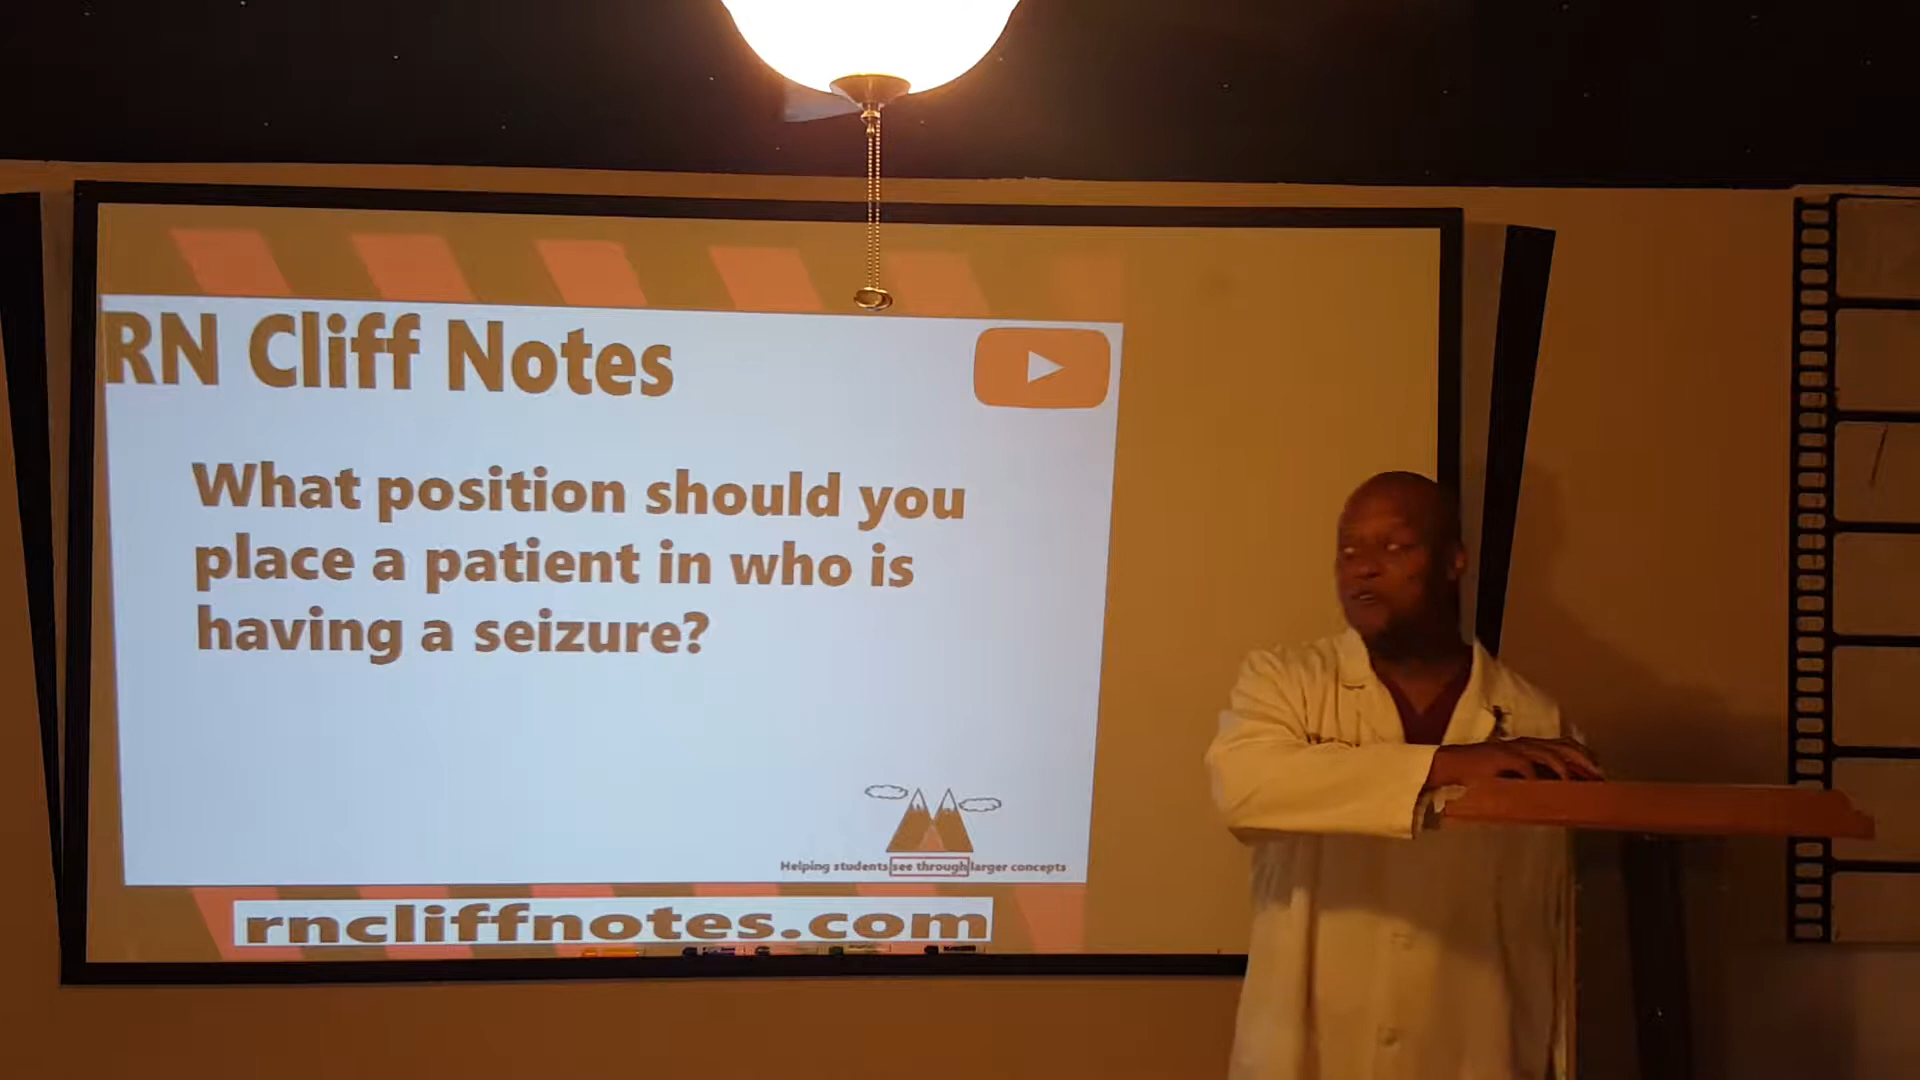 RN Cliff Notes
What position should you
place a patient in who is
having a seizure?
Helping students see through larger concepts
rncliffnotes.com